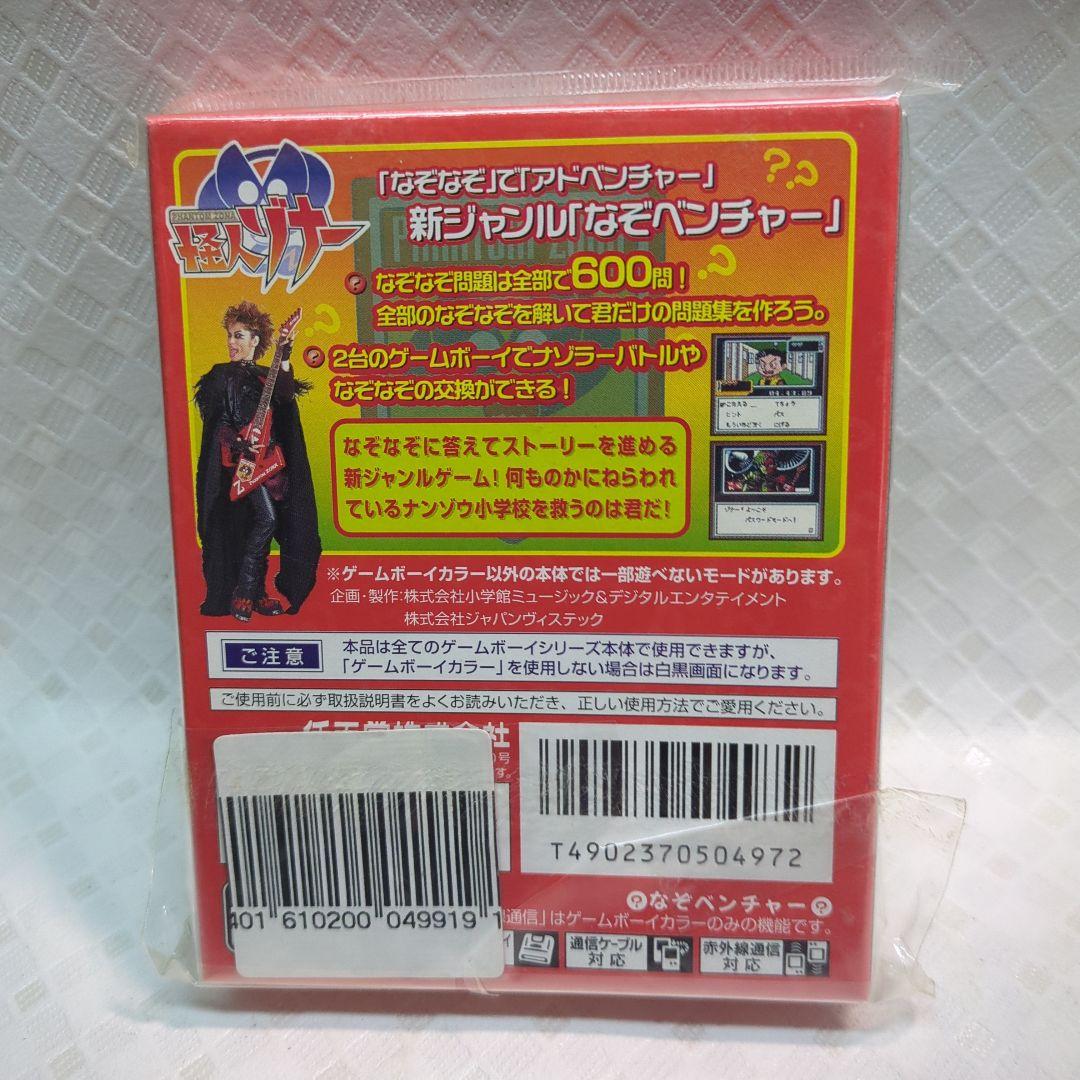 PHANTOM ZONA
怪人ゾナー
「なぞなぞ」で「アドベンチャー」
新ジャンル「なぞベンチャー」
なぞなぞ問題は全部で600問!
全部のなぞなぞを解いて君だけの問題集を作ろう。
2台のゲームボーイでナゾラーバトルや
なぞなぞの交換ができる!
なぞなぞに答えてストーリーを進める
新ジャンルゲーム!何ものかにねらわれ
ているナンゾウ小学校を救うのは君だ!
※ゲームボーイカラー以外の本体では一部遊べないモードがあります。
企画・製作:株式会社小学館ミュージック&デジタルエンタテイメント
株式会社ジャパンヴィステック
ご注意
本品は全てのゲームボーイシリーズ本体で使用できますが、
「ゲームボーイカラー」を使用しない場合は白黒画面になります。
ご使用前に必ず取扱説明書をよくお読みいただき、正しい使用方法でご愛用ください。
任天堂株式会社
号
す。
T4902370504972
401 610200 049919 1
なぞベンチャー
通信」はゲームボーイカラーのみの機能です。
通信ケーブル
対応
赤外線通信
対応